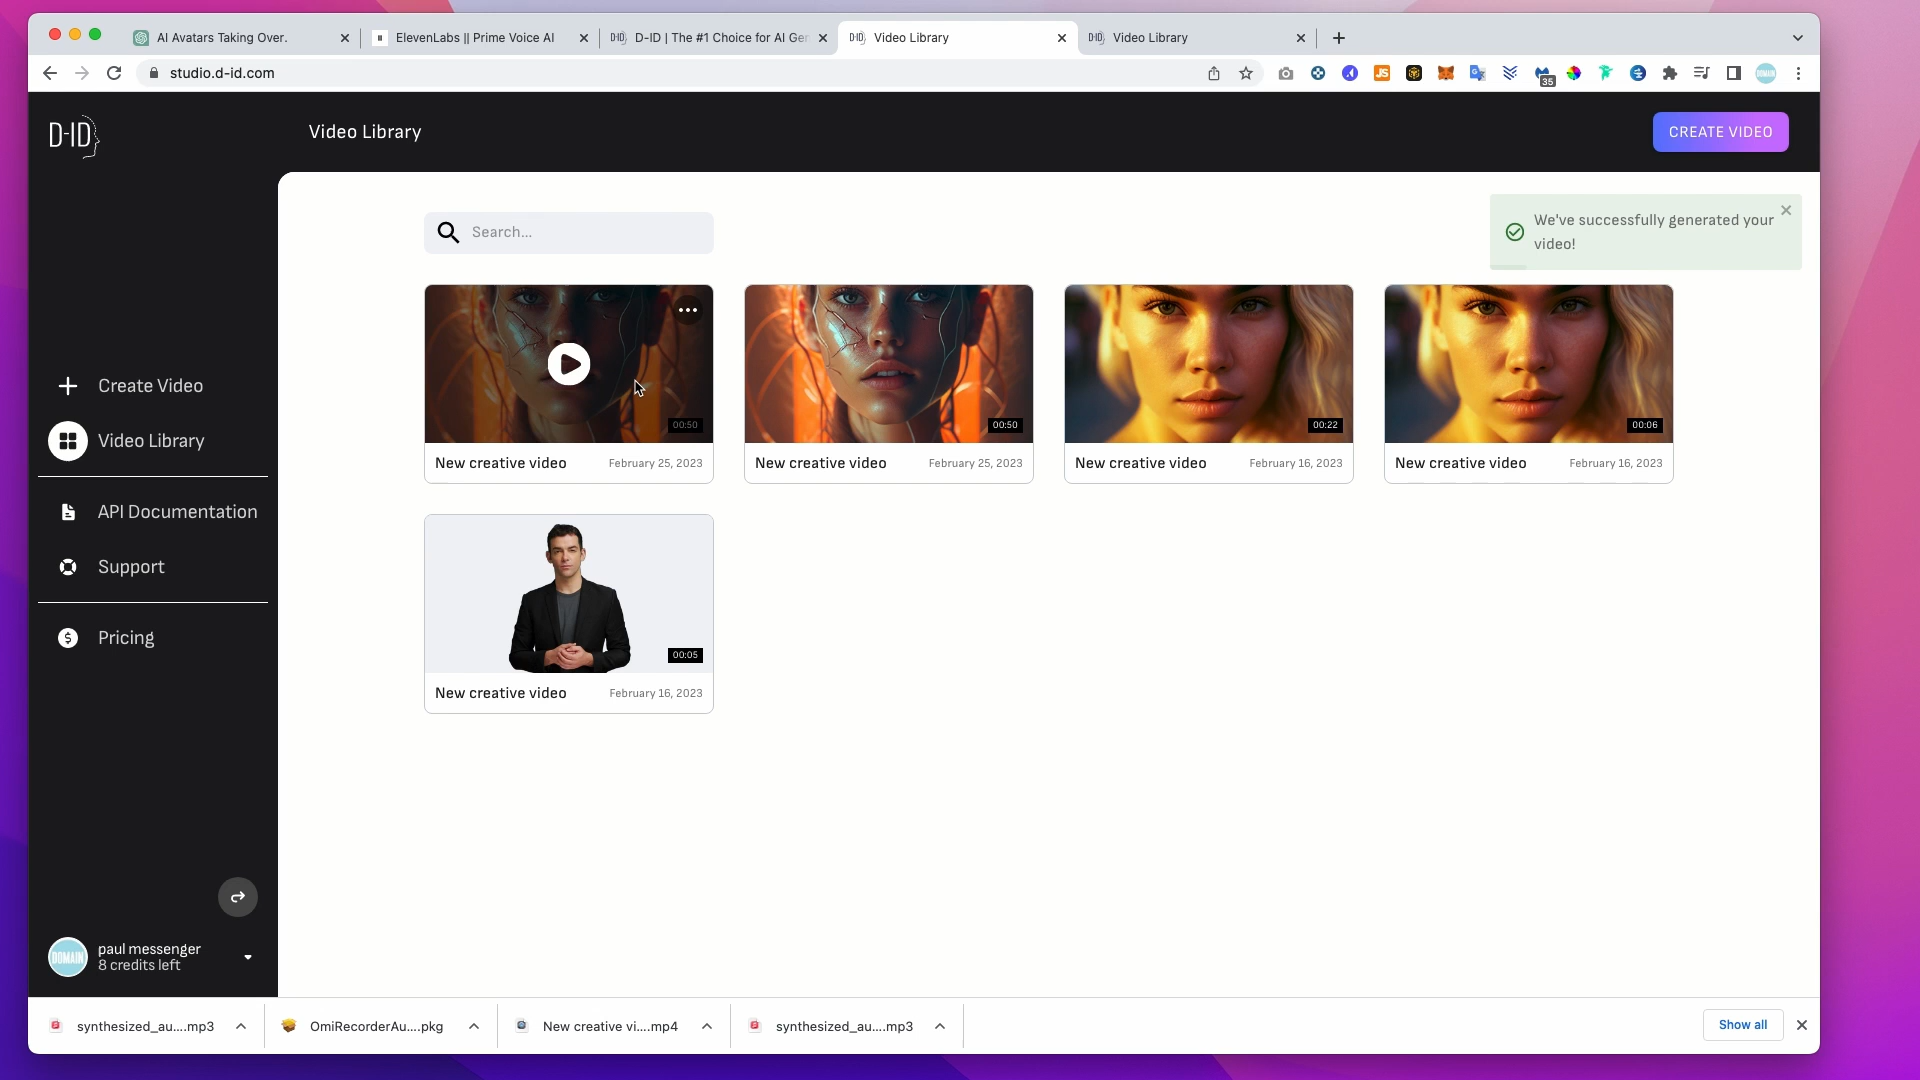 AI Avatars Taking Over.
ElevenLabs || Prime Voice AI
D-ID | The #1 Choice for AI Ger
Video Library
Video Library
studio.d-id.com
35
D-ID
Video Library
CREATE VIDEO
Search...
We've successfully generated your
video!
00:50
00:50
00:22
00:06
New creative video
February 25, 2023
New creative video
February 25, 2023
New creative video
February 16, 2023
New creative video
February 16, 2023
Create Video
Video Library
API Documentation
Support
Pricing
00:05
New creative video
February 16, 2023
DOMAIN
paul messenger
8 credits left
synthesized_au....mp3
OmiRecorderAu....pkg
New creative vi....mp4
synthesized_au....mp3
Show all